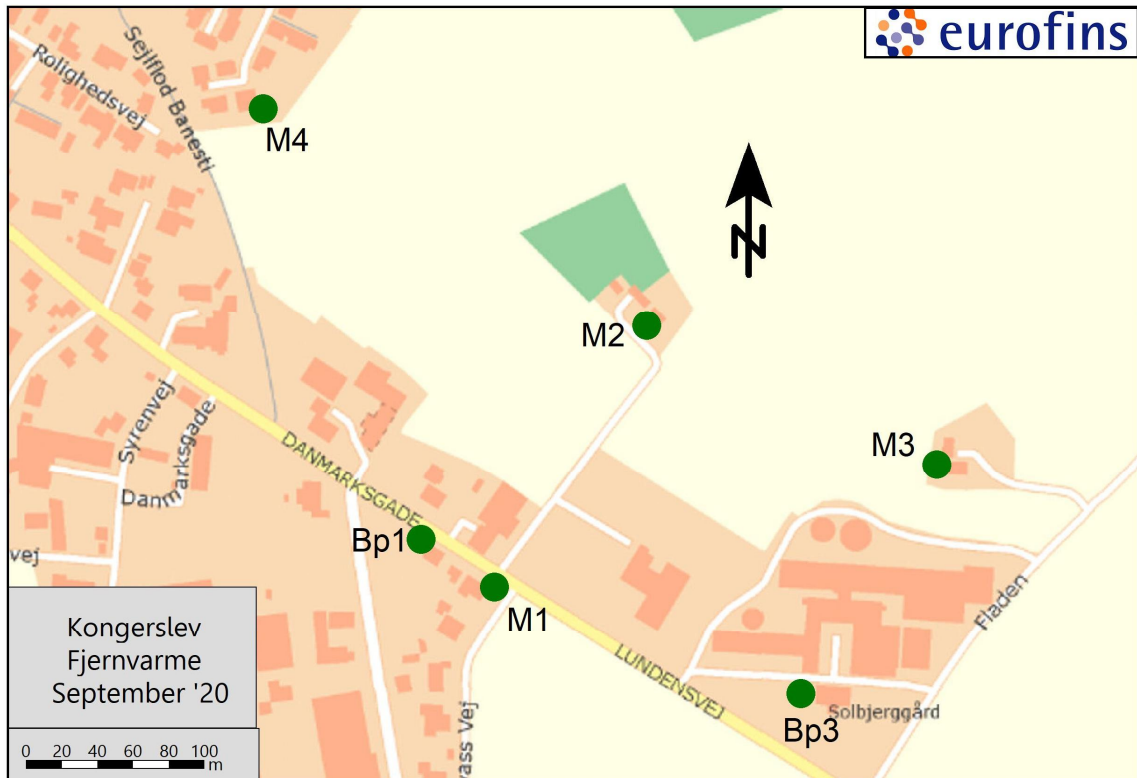 eurofins
Sejlflod Banesti
Rolighedsvej
M4
N
M2
M3
Syrenvej
Danmarksgade
DANMARKSGADE
Bp1
vej
M1
Fladen
LUNDENSVEJ
Kongerslev
Fjernvarme
September '20
Solbjerggård
Bp3
vass Vej
0 20 40 60 80 100
m